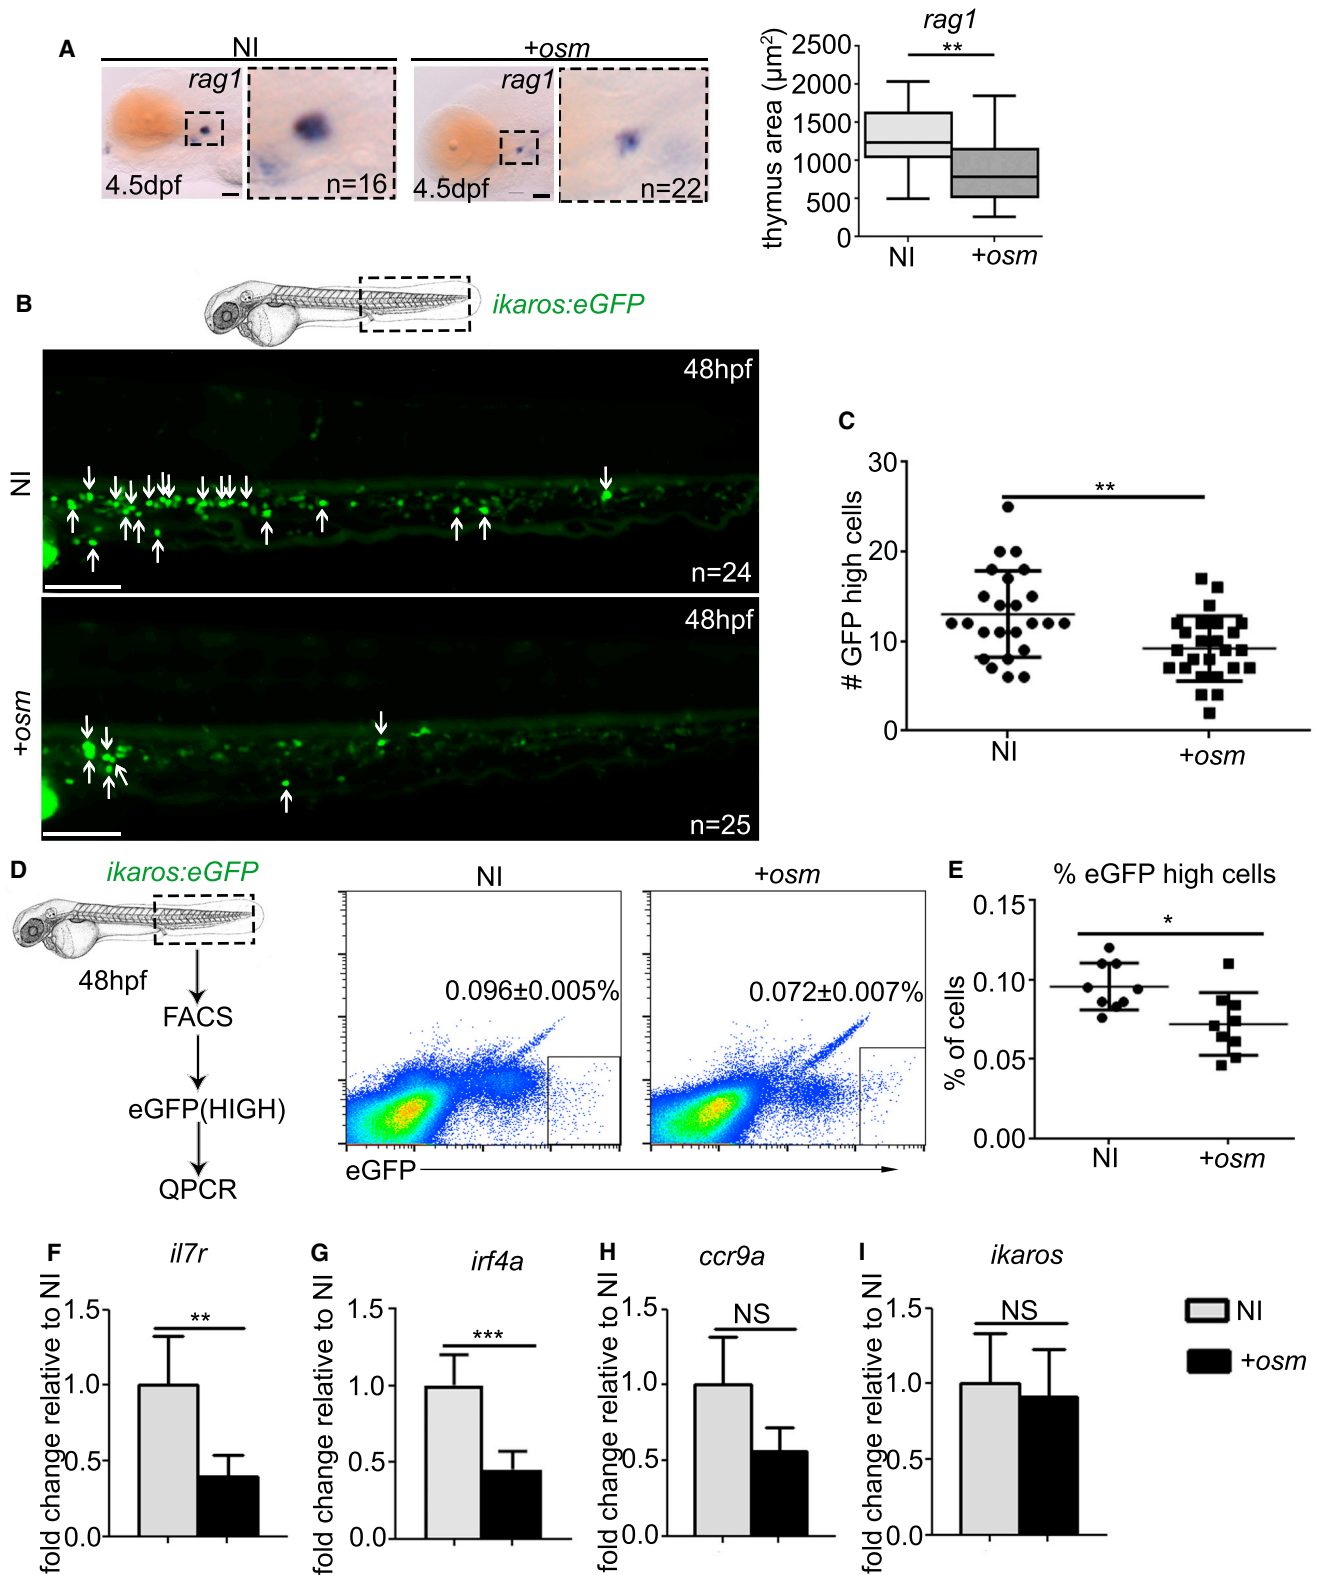 A
NI
+osm
rag1
4.5dpf
n=16
rag1
4.5dpf
n=22
rag1
**
thymus area (µm²)
2500
2000
1500
1000
500
0
NI
+osm
B
ikaros:eGFP
NI
48hpf
n=24
+osm
48hpf
n=25
C
# GFP high cells
30
20
10
0
**
NI
+osm
D
ikaros:eGFP
48hpf
FACS
eGFP(HIGH)
QPCR
NI
0.096±0.005%
+osm
0.072±0.007%
eGFP
E
% eGFP high cells
% of cells
0.15
0.10
0.05
0.00
*
NI
+osm
F
il7r
fold change relative to NI
1.5
1.0
0.5
0.0
**
G
irf4a
fold change relative to NI
1.5
1.0
0.5
0.0
***
H
ccr9a
fold change relative to NI
1.5
1.0
0.5
0.0
NS
I
ikaros
fold change relative to NI
1.5
1.0
0.5
0.0
NS
NI
+osm